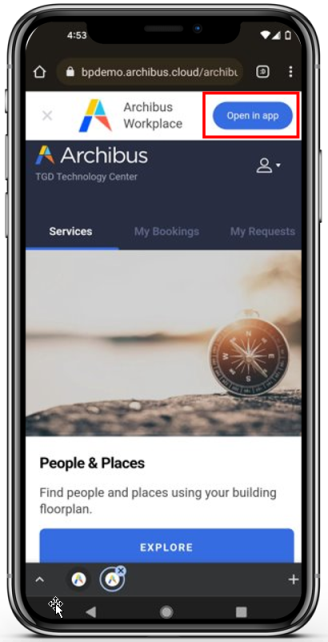 4:53
bpdemo.archibus.cloud/archibu
:D
Archibus
Workplace
Open in app
Archibus
TGD Technology Center
Services
My Bookings
My Requests
W
E
S
People & Places
Find people and places using your building
floorplan.
EXPLORE